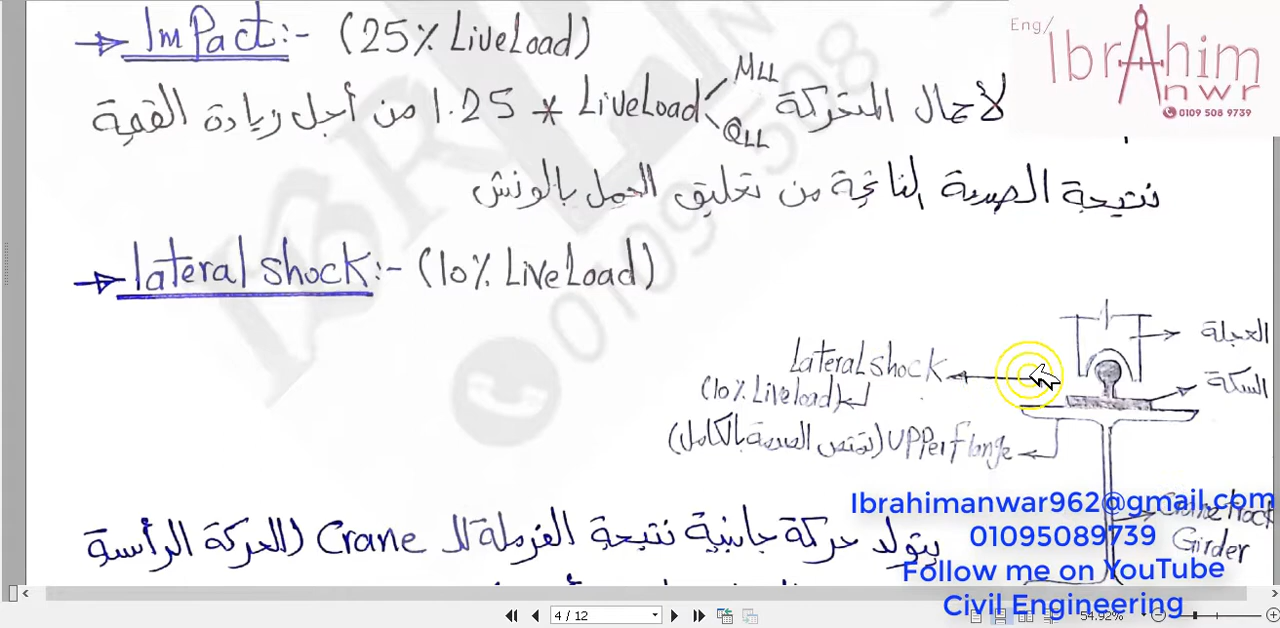 Impact:- (25% LiveLoad)
Eng/
IbrAhim
Anwr
0109 508 9739
لأحمال المتحركة MLL QLL LiveLoad * 1.25 من أجل زيادة القيمة
نتيجة الصدمة الناتجة من تعليق الحمل بالونش
lateral shock:- (10% LiveLoad)
العجلة
Lateral shock
السكة
(10% Liveload)
upper flange (تمتص الصدمة بالكامل)
Ibrahimanwar962@gmail.com
يتولد حركة جانبية نتيجة الفرملة لل Crane (الحركة الرأسية
01095089739
Girder
Follow me on YouTube
Civil Engineering
4 / 12
54.92%